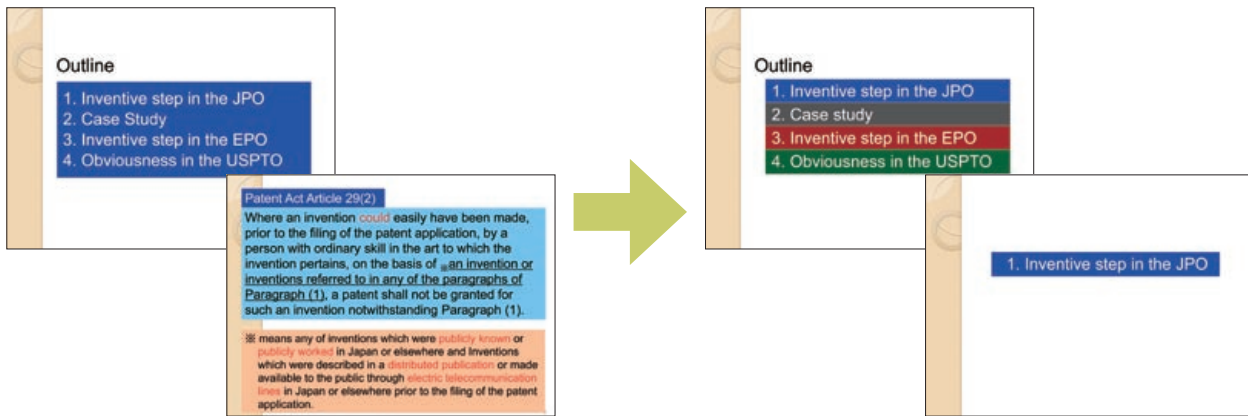 Outline
1. Inventive step in the JPO
2. Case Study
3. Inventive step in the EPO
4. Obviousness in the USPTO
Patent Act Article 29(2)
Where an invention could easily have been made,
prior to the filing of the patent application, by a
person with ordinary skill in the art to which the
invention pertains, on the basis of ※an invention or
inventions referred to in any of the paragraphs of
Paragraph (1), a patent shall not be granted for
such an invention notwithstanding Paragraph (1).
※ means any of inventions which were publicly known or
publicly worked in Japan or elsewhere and Inventions
which were described in a distributed publication or made
available to the public through electric telecommunication
lines in Japan or elsewhere prior to the filing of the patent
application.
Outline
1. Inventive step in the JPO
2. Case study
3. Inventive step in the EPO
4. Obviousness in the USPTO
1. Inventive step in the JPO